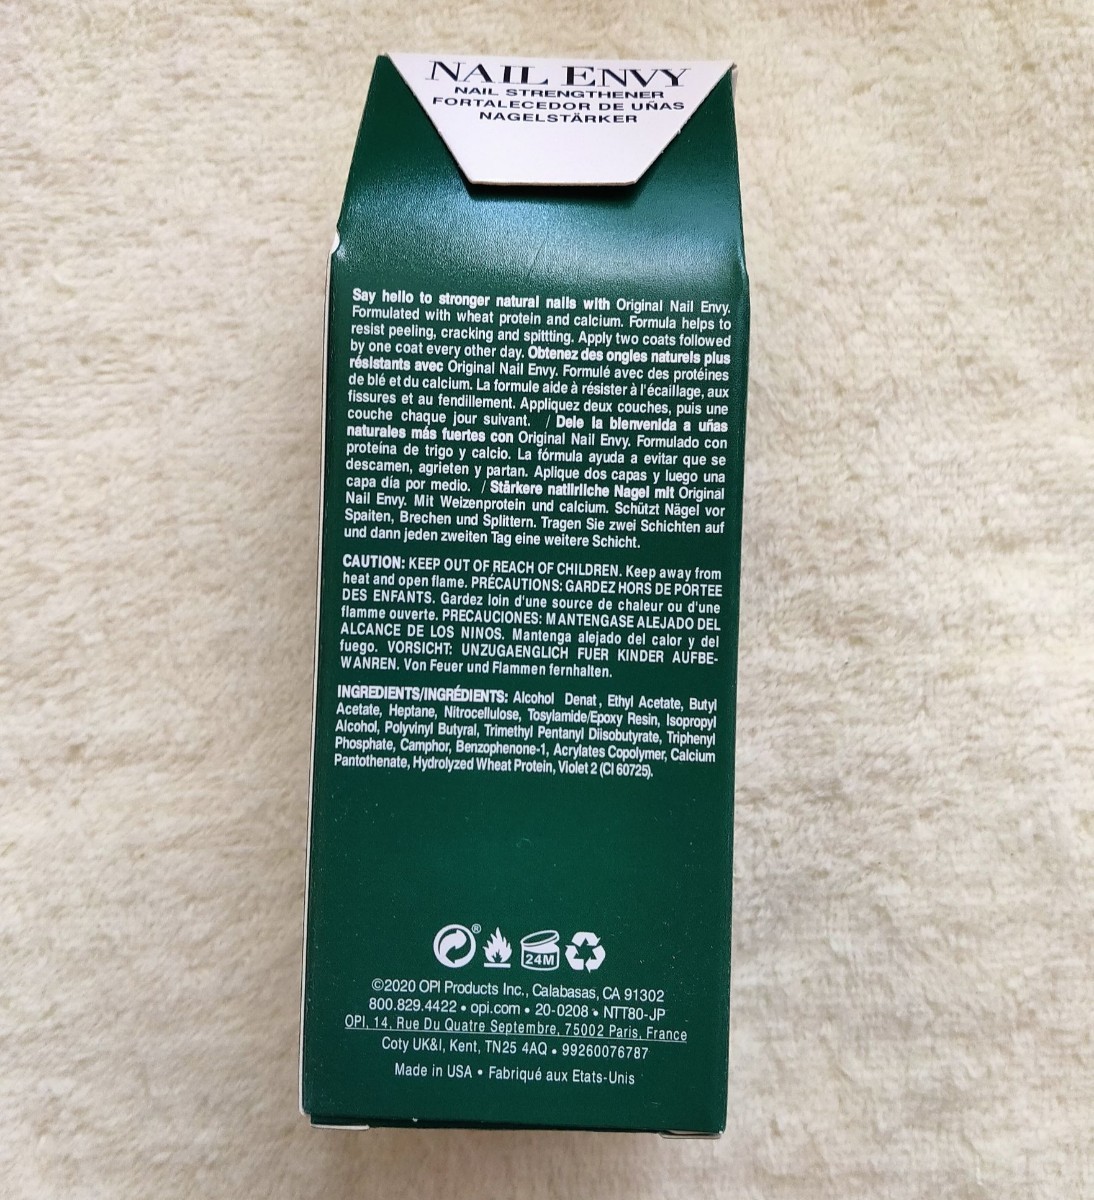 NAIL ENVY
NAIL STRENGTHENER
FORTALECEDOR DE UÑAS
NAGELSTÄRKER
Say hello to stronger natural nails with Original Nail Envy.
Formulated with wheat protein and calcium. Formula helps to
resist peeling, cracking and spittting. Apply two coats followed
by one coat every other day. Obtenez des ongles naturels plus
résistants avec Original Nail Envy. Formulé avec des protéines
de blé et du calcium. La formule aide à résister à l'écaillage, aux
fissures et au fendillement. Appliquez deux couches, puis une
couche chaque jour suivant. / Dele la bienvenida a uñas
naturales más fuertes con Original Nail Envy. Formulado con
proteína de trigo y calcio. La fórmula ayuda a evitar que se
descamen, agrieten y partan. Aplique dos capas y luego una
capa día por medio. / Stärkere natlirliche Nagel mit Original
Nail Envy. Mit Weizenprotein und calcium. Schützt Nägel vor
Spaiten, Brechen und Splittern. Tragen Sie zwei Schichten auf
und dann jeden zweiten Tag eine weitere Schicht.
CAUTION: KEEP OUT OF REACH OF CHILDREN. Keep away from
heat and open flame. PRÉCAUTIONS: GARDEZ HORS DE PORTEE
DES ENFANTS. Gardez loin d'une source de chaleur ou d'une
flamme ouverte. PRECAUCIONES: MANTENGASE ALEJADO DEL
ALCANCE DE LOS NINOS. Mantenga alejado del calor y del
fuego. VORSICHT: UNZUGAENGLICH FUER KINDER AUFBE-
WANREN. Von Feuer und Flammen fernhalten.
INGREDIENTS/INGRÉDIENTS: Alcohol Denat, Ethyl Acetate, Butyl
Acetate, Heptane, Nitrocellulose, Tosylamide/Epoxy Resin, Isopropyl
Alcohol, Polyvinyl Butyral, Trimethyl Pentanyl Diisobutyrate, Triphenyl
Phosphate, Camphor, Benzophenone-1, Acrylates Copolymer, Calcium
Pantothenate, Hydrolyzed Wheat Protein, Violet 2 (CI 60725).
® 24M
©2020 OPI Products Inc., Calabasas, CA 91302
800.829.4422 • opi.com • 20-0208 • NTT80-JP
OPI, 14, Rue Du Quatre Septembre, 75002 Paris, France
Coty UK&I, Kent, TN25 4AQ • 99260076787
Made in USA • Fabriqué aux Etats-Unis